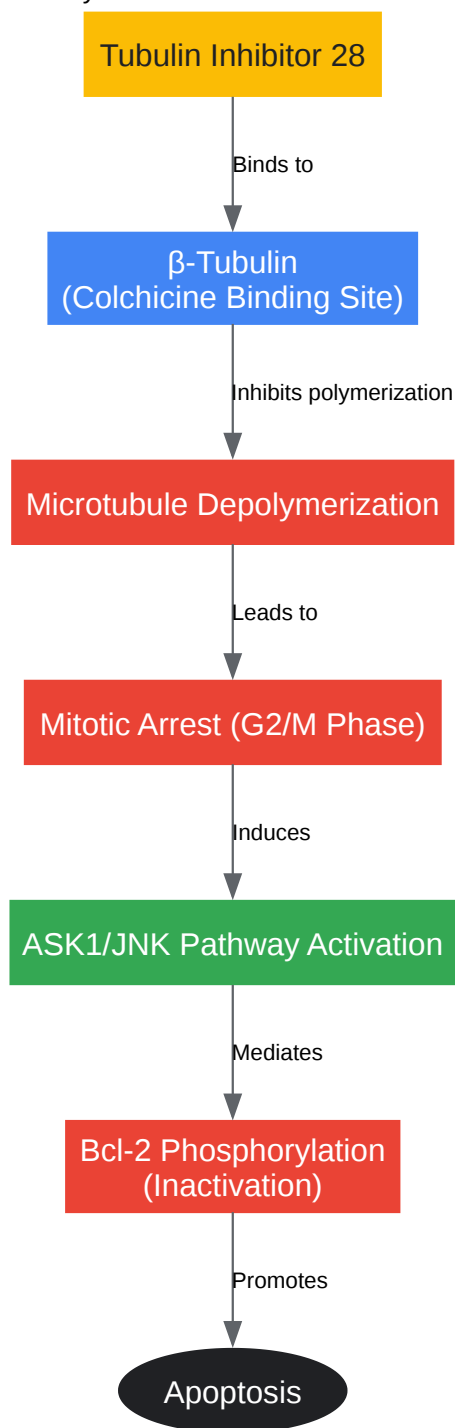 Tubulin Inhibitor 28
Binds to
β-Tubulin
(Colchicine Binding Site)
Inhibits polymerization
Microtubule Depolymerization
Leads to
Mitotic Arrest (G2/M Phase)
Induces
ASK1/JNK Pathway Activation
Mediates
Bcl-2 Phosphorylation
(Inactivation)
Promotes
Apoptosis